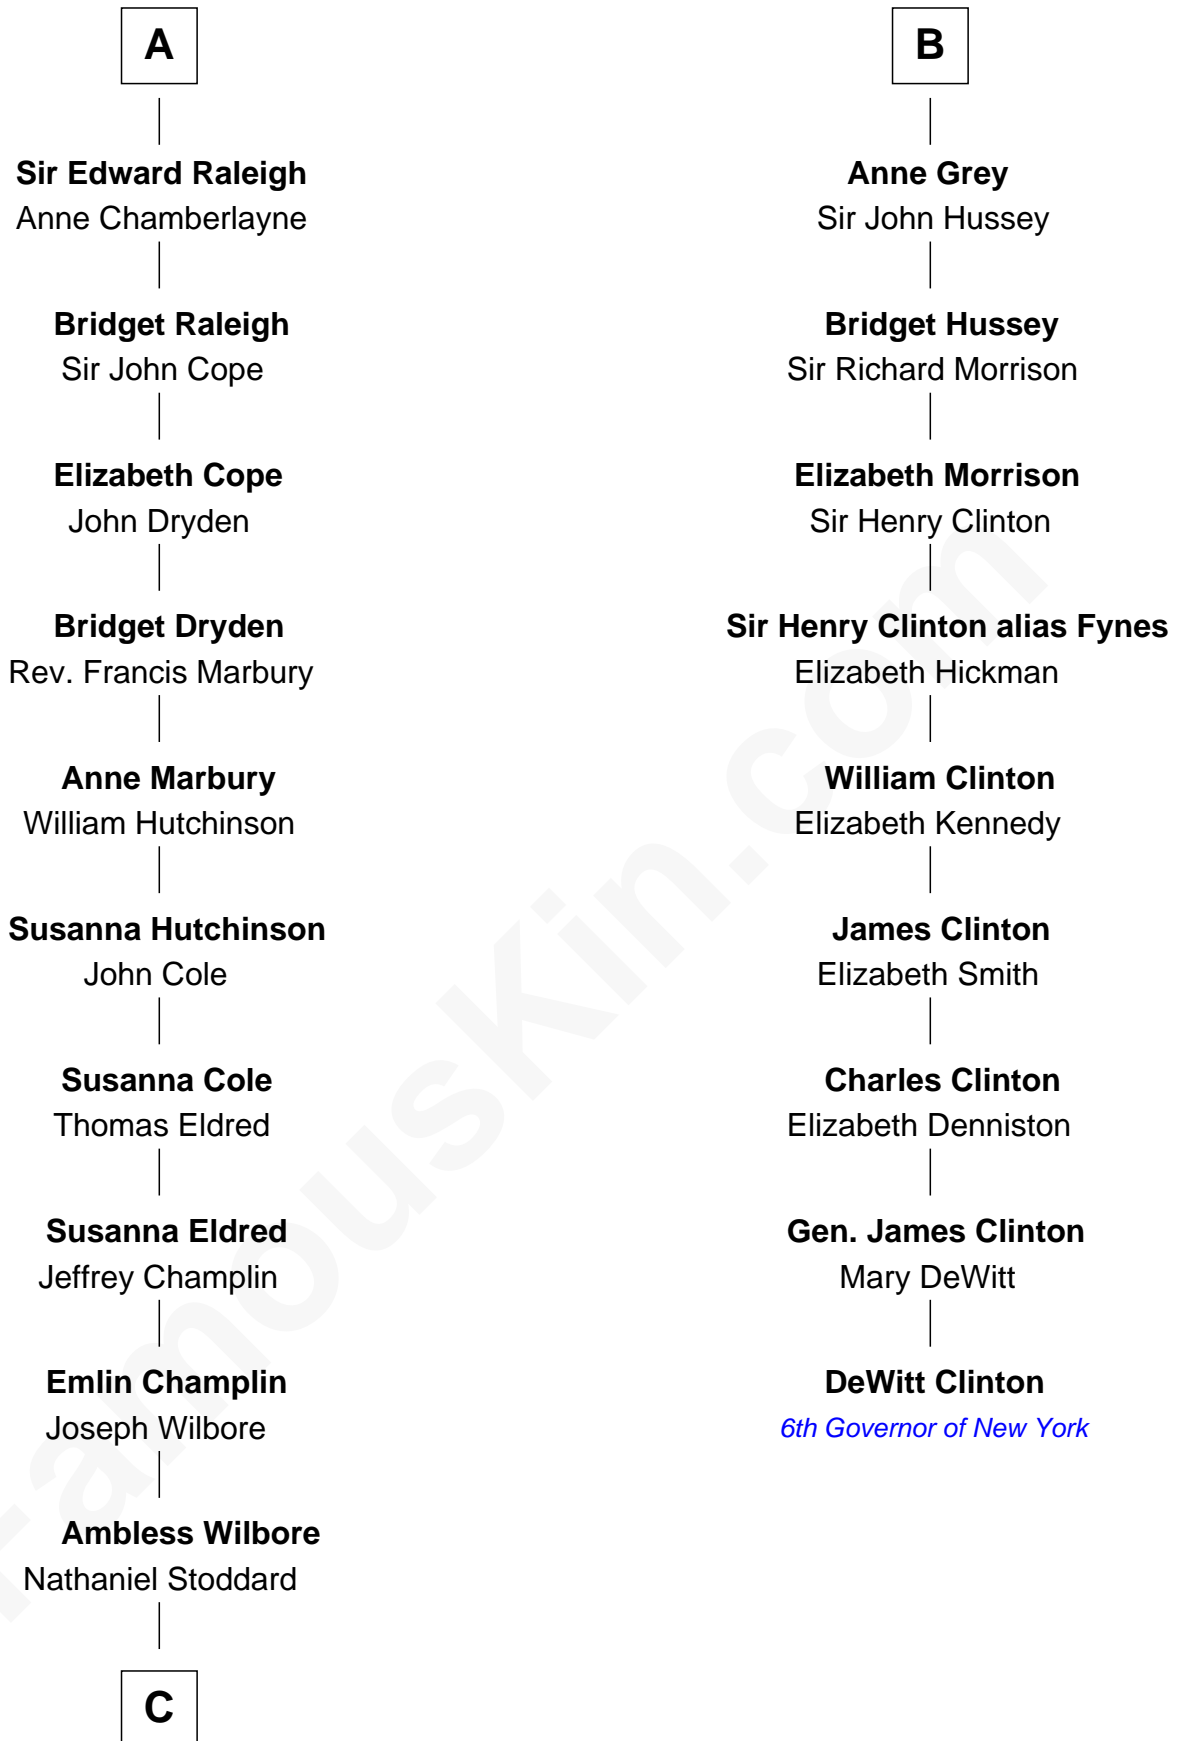 A
Sir Edward Raleigh
Anne Chamberlayne
Bridget Raleigh
Sir John Cope
Elizabeth Cope
John Dryden
Bridget Dryden
Rev. Francis Marbury
Anne Marbury
William Hutchinson
Susanna Hutchinson
John Cole
Susanna Cole
Thomas Eldred
Susanna Eldred
Jeffrey Champlin
Emlin Champlin
Joseph Wilbore
Ambless Wilbore
Nathaniel Stoddard
C
B
Anne Grey
Sir John Hussey
Bridget Hussey
Sir Richard Morrison
Elizabeth Morrison
Sir Henry Clinton
Sir Henry Clinton alias Fynes
Elizabeth Hickman
William Clinton
Elizabeth Kennedy
James Clinton
Elizabeth Smith
Charles Clinton
Elizabeth Denniston
Gen. James Clinton
Mary DeWitt
DeWitt Clinton
6th Governor of New York
FamousKin.com